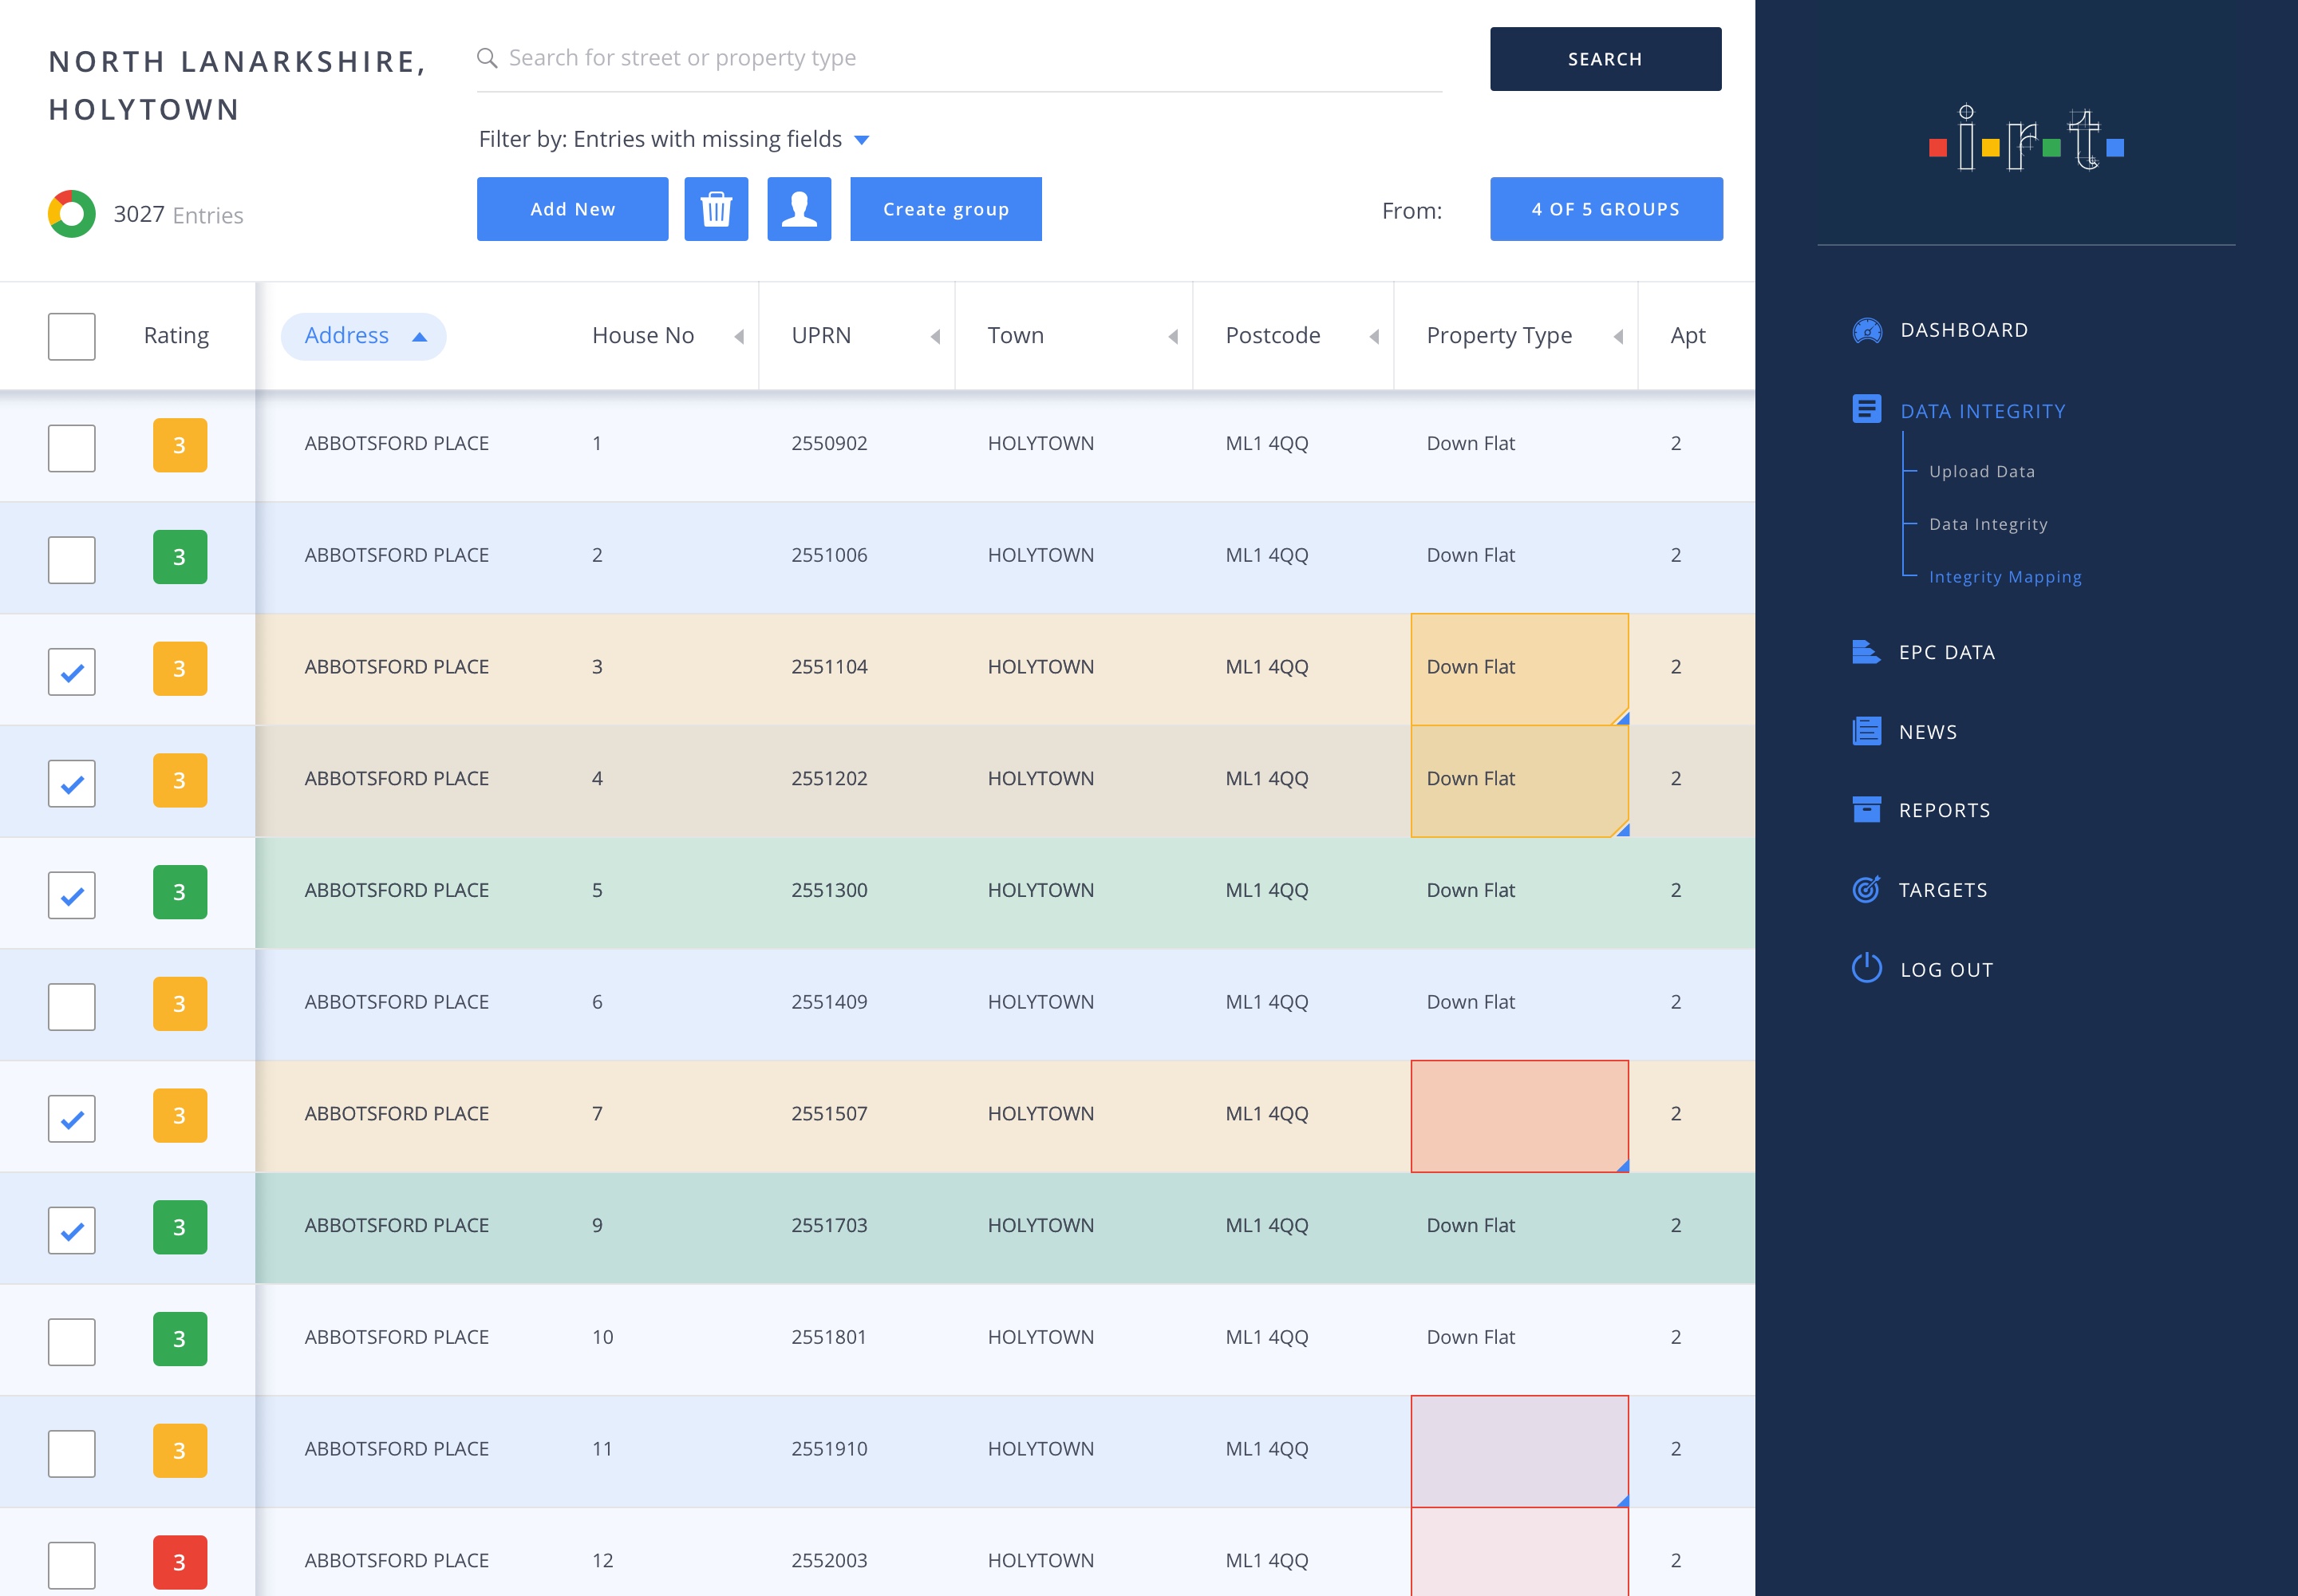 NORTH LANARKSHIRE,
HOLYTOWN
Search for street or property type
SEARCH
Filter by: Entries with missing fields
3027 Entries
Add New
Create group
From:
4 OF 5 GROUPS
Rating Address House No UPRN Town Postcode Property Type Apt
3 ABBOTSFORD PLACE 1 2550902 HOLYTOWN ML1 4QQ Down Flat 2
3 ABBOTSFORD PLACE 2 2551006 HOLYTOWN ML1 4QQ Down Flat 2
3 ABBOTSFORD PLACE 3 2551104 HOLYTOWN ML1 4QQ Down Flat 2
3 ABBOTSFORD PLACE 4 2551202 HOLYTOWN ML1 4QQ Down Flat 2
3 ABBOTSFORD PLACE 5 2551300 HOLYTOWN ML1 4QQ Down Flat 2
3 ABBOTSFORD PLACE 6 2551409 HOLYTOWN ML1 4QQ Down Flat 2
3 ABBOTSFORD PLACE 7 2551507 HOLYTOWN ML1 4QQ 2
3 ABBOTSFORD PLACE 9 2551703 HOLYTOWN ML1 4QQ Down Flat 2
3 ABBOTSFORD PLACE 10 2551801 HOLYTOWN ML1 4QQ Down Flat 2
3 ABBOTSFORD PLACE 11 2551910 HOLYTOWN ML1 4QQ 2
3 ABBOTSFORD PLACE 12 2552003 HOLYTOWN ML1 4QQ 2
i r t
DASHBOARD
DATA INTEGRITY
Upload Data
Data Integrity
Integrity Mapping
EPC DATA
NEWS
REPORTS
TARGETS
LOG OUT